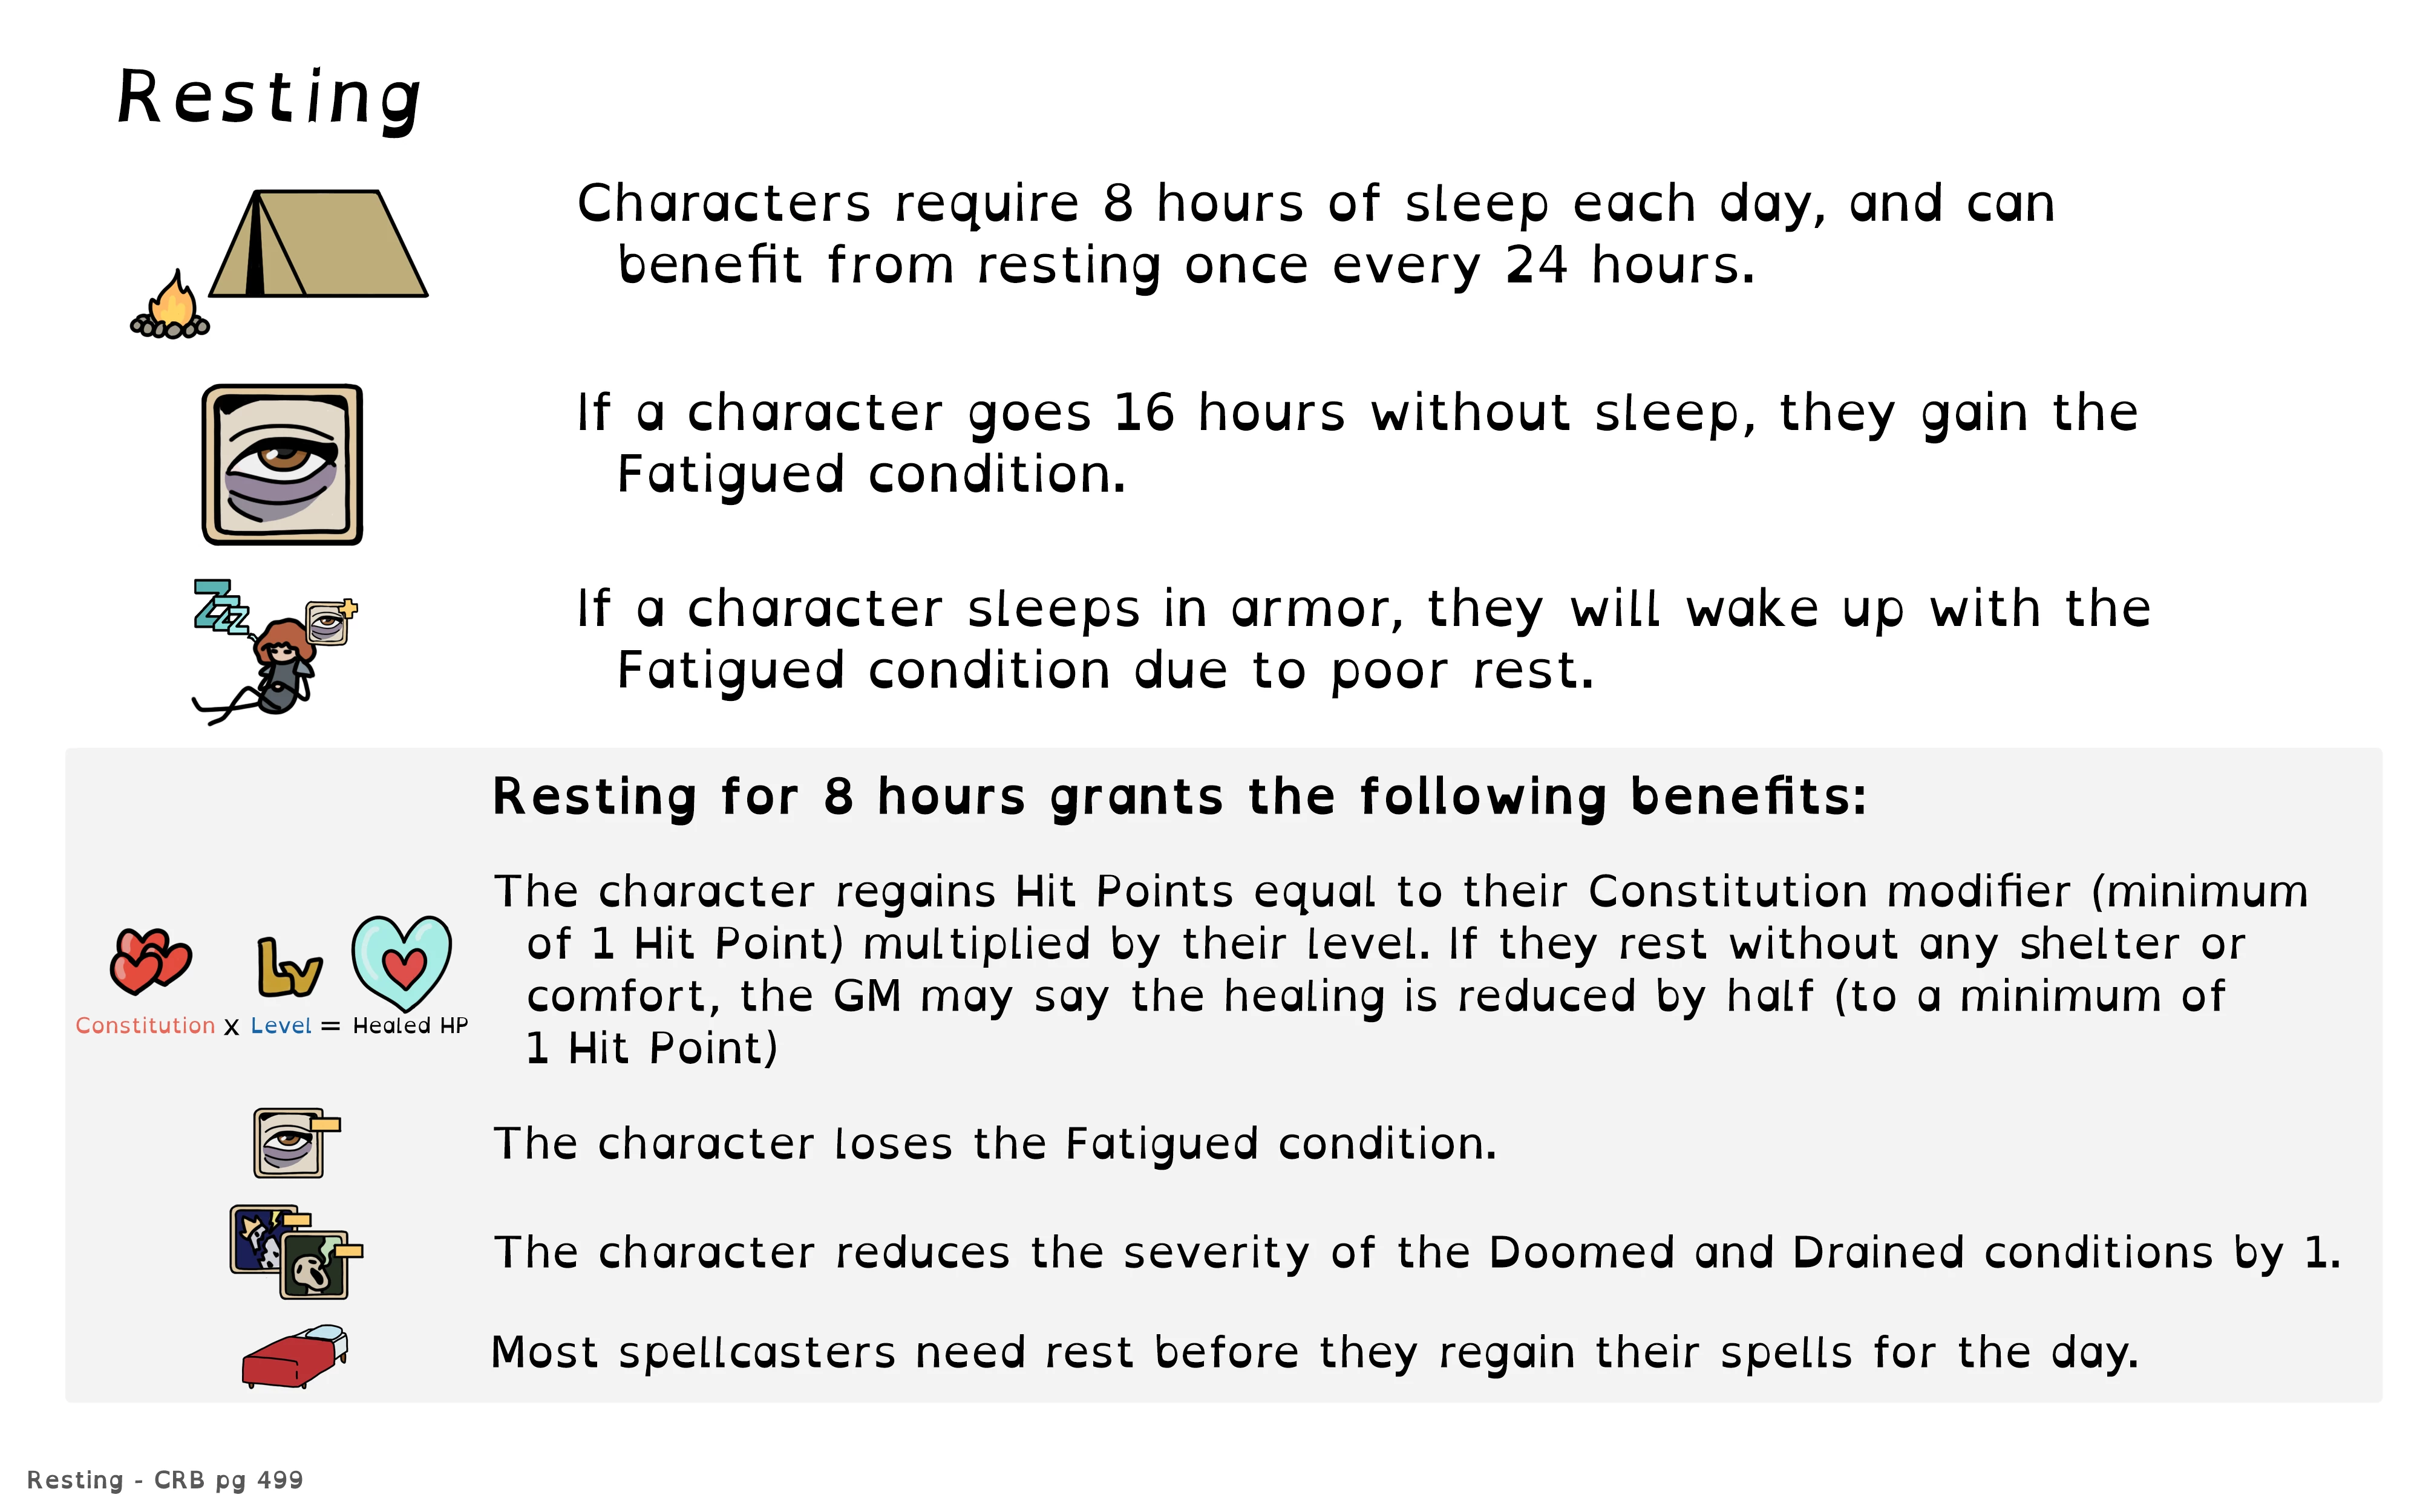 Resting
Characters require 8 hours of sleep each day, and can
benefit from resting once every 24 hours.
If a character goes 16 hours without sleep, they gain the
Fatigued condition.
Zzz
If a character sleeps in armor, they will wake up with the
Fatigued condition due to poor rest.
Resting for 8 hours grants the following benefits:
The character regains Hit Points equal to their Constitution modifier (minimum
of 1 Hit Point) multiplied by their level. If they rest without any shelter or
comfort, the GM may say the healing is reduced by half (to a minimum of
1 Hit Point)
Lv
Constitution x Level = Healed HP
The character loses the Fatigued condition.
The character reduces the severity of the Doomed and Drained conditions by 1.
Most spellcasters need rest before they regain their spells for the day.
Resting - CRB pg 499